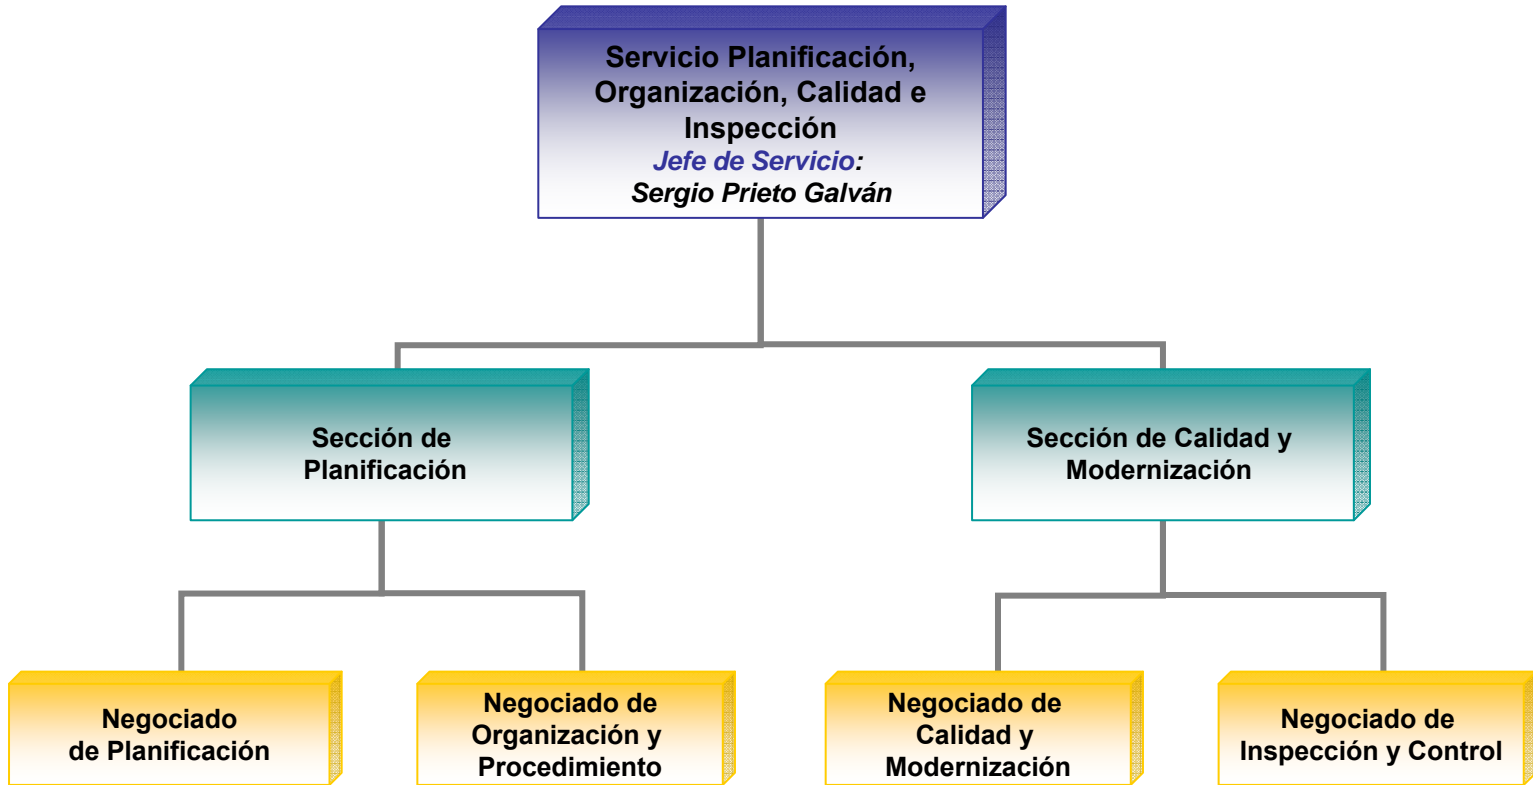 Servicio Planificación,
Organización, Calidad e
Inspección
Jefe de Servicio:
Sergio Prieto Galván
Sección de
Planificación
Sección de Calidad y
Modernización
Negociado
de Planificación
Negociado de
Organización y
Procedimiento
Negociado de
Calidad y
Modernización
Negociado de
Inspección y Control